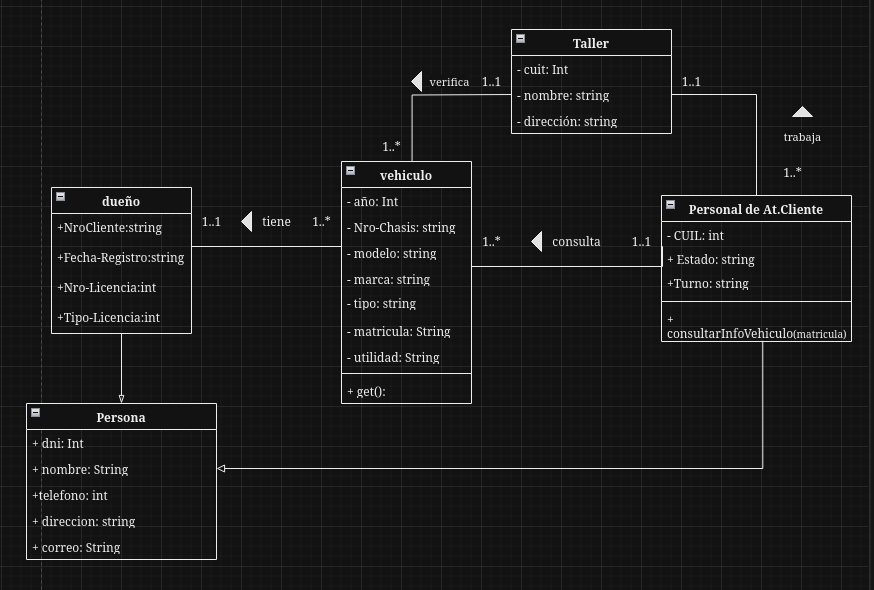 Taller
- cuit: Int
- nombre: string
- dirección: string
verifica
1..1
1..1
trabaja
1..*
1..*
vehiculo
- año: Int
- Nro-Chasis: string
- modelo: string
- marca: string
- tipo: string
- matricula: String
- utilidad: String
+ get():
dueño
+NroCliente:string
+Fecha-Registro:string
+Nro-Licencia:int
+Tipo-Licencia:int
1..1
tiene
1..*
1..*
consulta
1..1
Personal de At.Cliente
- CUIL: int
+ Estado: string
+Turno: string
+
consultarInfoVehiculo(matricula)
Persona
+ dni: Int
+ nombre: String
+telefono: int
+ direccion: string
+ correo: String